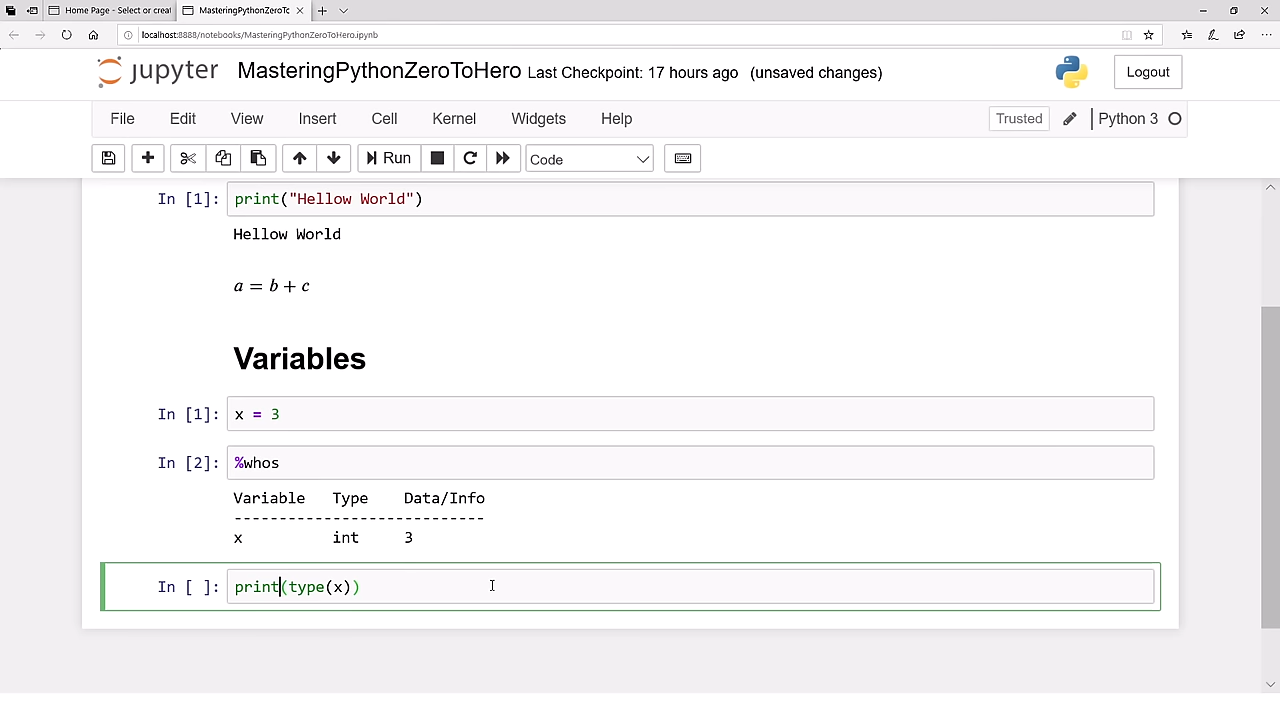 Home Page - Select or creat
MasteringPythonZeroTc
localhost:8888/notebooks/MasteringPythonZeroToHero.ipynb
jupyter MasteringPythonZeroToHero Last Checkpoint: 17 hours ago (unsaved changes)
Logout
File Edit View Insert Cell Kernel Widgets Help
Trusted
Python 3
Run
Code
In [1]: print("Hellow World")
Hellow World
a = b + c
Variables
In [1]: x = 3
In [2]: %whos
Variable Type Data/Info
---------------------------
x int 3
In [ ]: print(type(x))